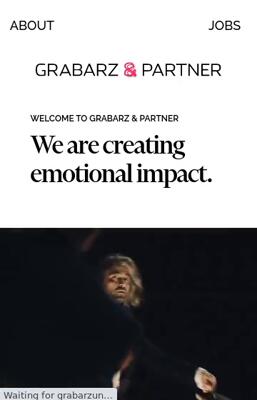 ABOUT JOBS
GRABARZ & PARTNER
WELCOME TO GRABARZ & PARTNER
We are creating
emotional impact.
Waiting for grabarzun...